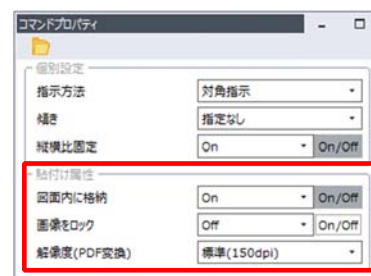 コマンドプロパティ
個別設定
指示方法 対角指示
傾き 指定なし
縦横比固定 On On/Off
貼付け属性
図面内に格納 On On/Off
画像をロック Off On/Off
解像度(PDF変換) 標準(150dpi)